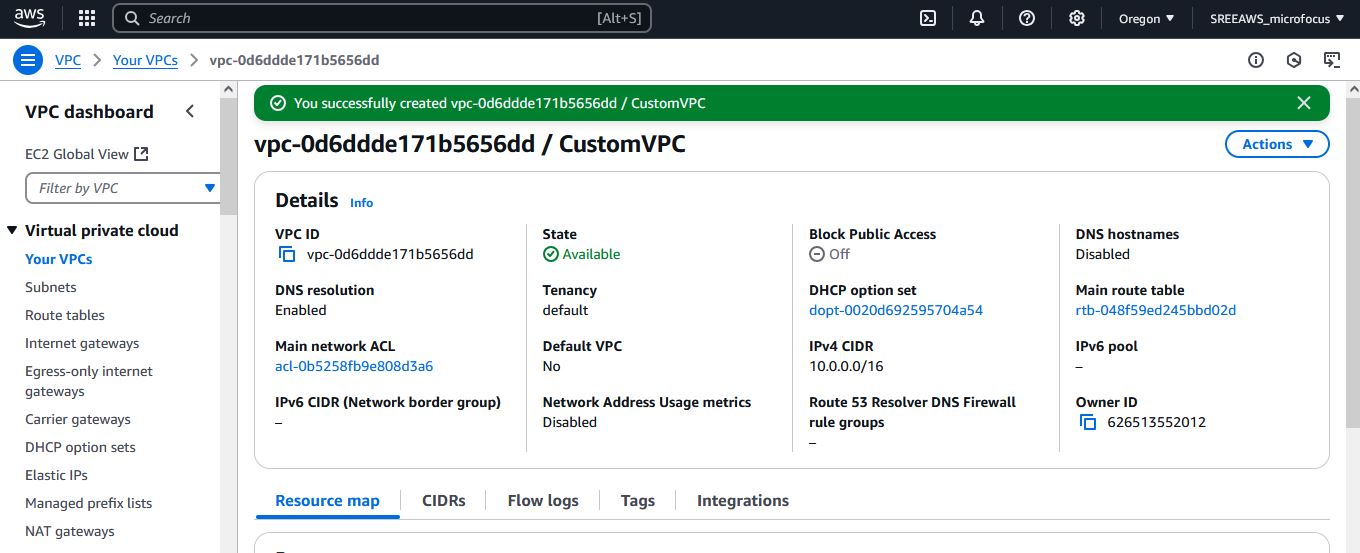 aws
Search
[Alt+S]
Oregon
SREEAWS_microfocus
VPC
Your VPCs
vpc-0d6ddde171b5656dd
VPC dashboard
EC2 Global View
Filter by VPC
Virtual private cloud
Your VPCs
Subnets
Route tables
Internet gateways
Egress-only internet
gateways
Carrier gateways
DHCP option sets
Elastic IPs
Managed prefix lists
NAT gateways
You successfully created vpc-0d6ddde171b5656dd / CustomVPC
vpc-0d6ddde171b5656dd / CustomVPC
Actions
Details Info
VPC ID
vpc-0d6ddde171b5656dd
State
Available
Block Public Access
Off
DNS hostnames
Disabled
DNS resolution
Enabled
Tenancy
default
DHCP option set
dopt-0020d692595704a54
Main route table
rtb-048f59ed245bbd02d
Main network ACL
acl-0b5258fb9e808d3a6
Default VPC
No
IPv4 CIDR
10.0.0.0/16
IPv6 pool
–
IPv6 CIDR (Network border group)
–
Network Address Usage metrics
Disabled
Route 53 Resolver DNS Firewall
rule groups
–
Owner ID
626513552012
Resource map
CIDRs
Flow logs
Tags
Integrations